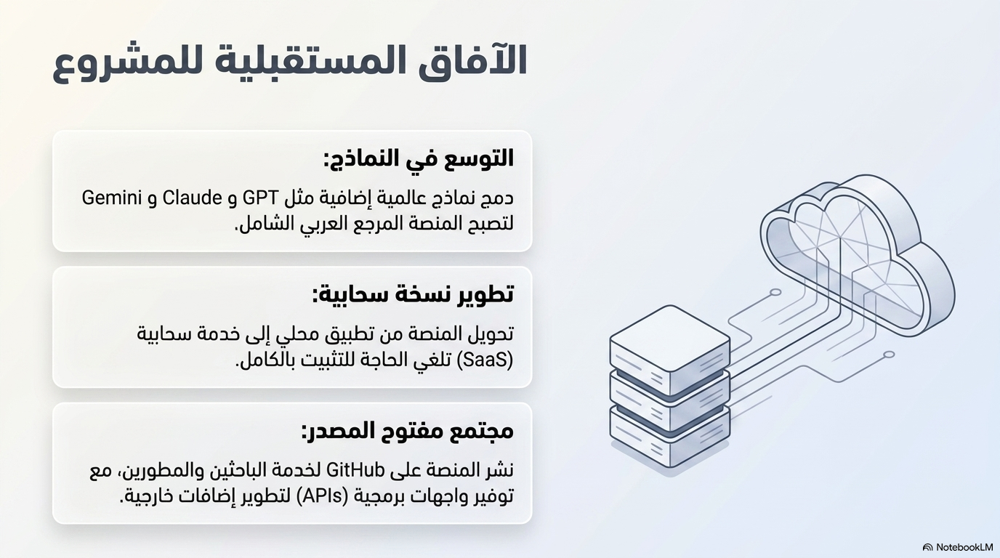 الآفاق المستقبلية للمشروع
التوسع في النماذج:
دمج نماذج عالمية إضافية مثل GPT و Claude و Gemini
لتصبح المنصة المرجع العربي الشامل.
تطوير نسخة سحابية:
تحويل المنصة من تطبيق محلي إلى خدمة سحابية
(SaaS) تلغي الحاجة للتثبيت بالكامل.
مجتمع مفتوح المصدر:
نشر المنصة على GitHub لخدمة الباحثين والمطورين، مع
توفير واجهات برمجية (APIs) لتطوير إضافات خارجية.
NotebookLM